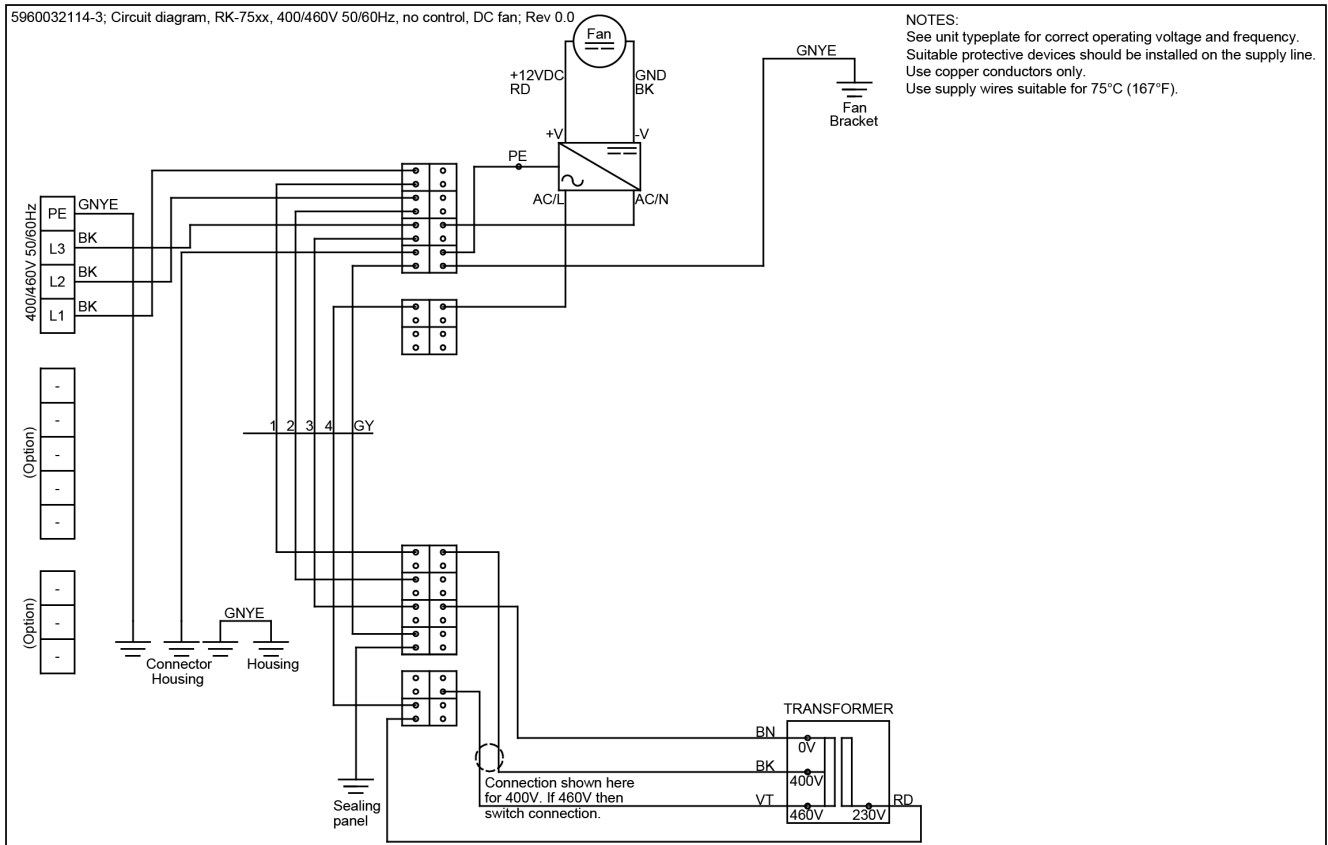 5960032114-3; Circuit diagram, RK-75xx, 400/460V 50/60Hz, no control, DC fan; Rev 0.0
NOTES:
See unit typeplate for correct operating voltage and frequency.
Suitable protective devices should be installed on the supply line.
Use copper conductors only.
Use supply wires suitable for 75°C (167°F).
Fan
+12VDC
RD
GND
BK
GNYE
Fan
Bracket
+V
-V
PE
AC/L
AC/N
400/460V 50/60Hz
PE
GNYE
L3
BK
L2
BK
L1
BK
(Option)
-
-
-
-
-
1 2 3 4 GY
(Option)
-
-
-
GNYE
Connector
Housing
Housing
Sealing
panel
Connection shown here
for 400V. If 460V then
switch connection.
TRANSFORMER
BN
0V
BK
400V
VT
460V
230V
RD